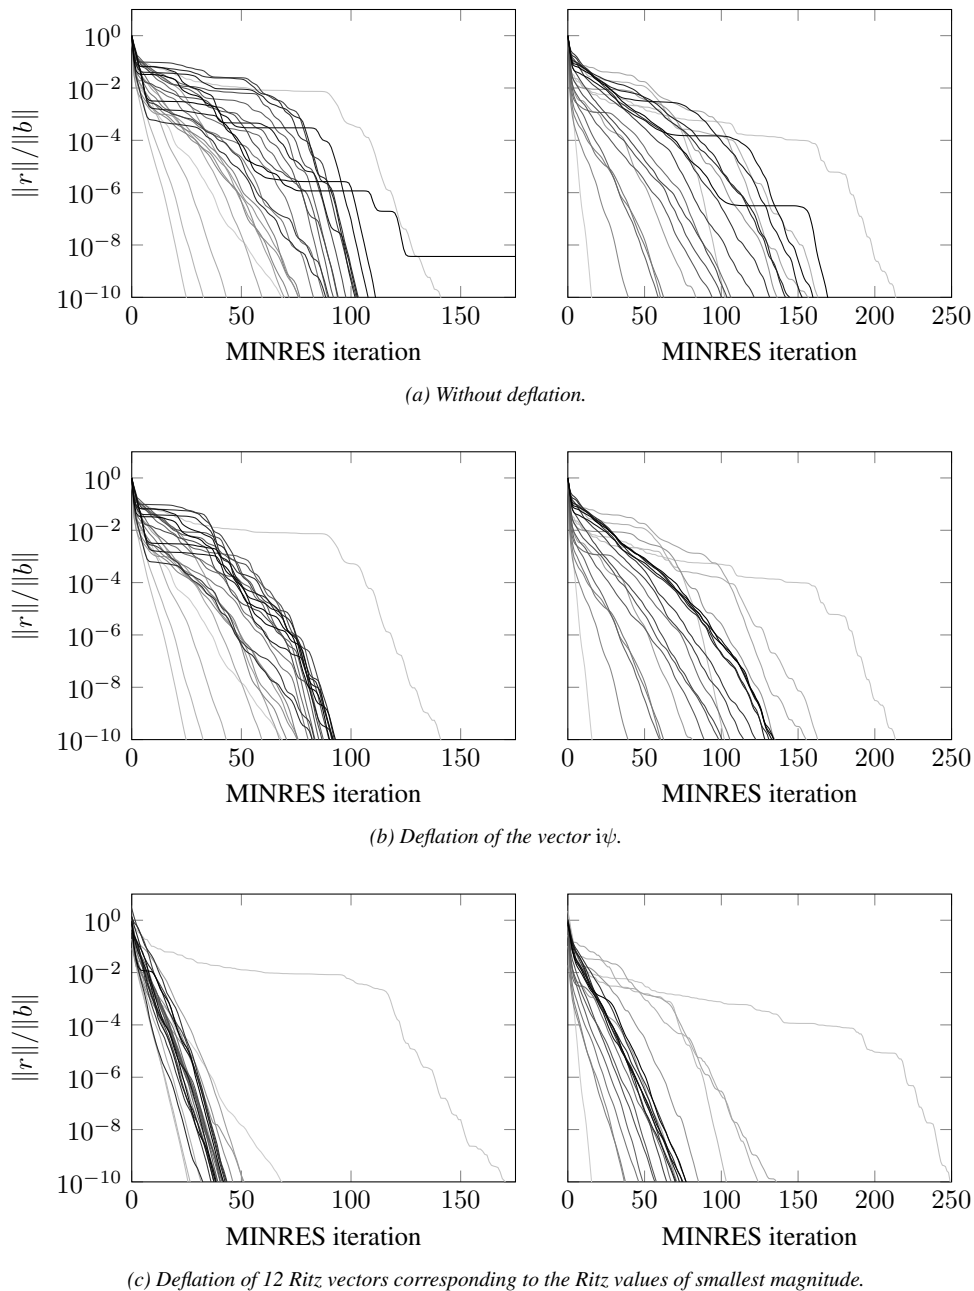 10^0
10^−2
10^−4
10^−6
10^−8
10^−10
||r||/||b||
0 50 100 150
0 50 100 150 200 250
MINRES iteration MINRES iteration
(a) Without deflation.
10^0
10^−2
10^−4
10^−6
10^−8
10^−10
||r||/||b||
0 50 100 150
0 50 100 150 200 250
MINRES iteration MINRES iteration
(b) Deflation of the vector iψ.
10^0
10^−2
10^−4
10^−6
10^−8
10^−10
||r||/||b||
0 50 100 150
0 50 100 150 200 250
MINRES iteration MINRES iteration
(c) Deflation of 12 Ritz vectors corresponding to the Ritz values of smallest magnitude.